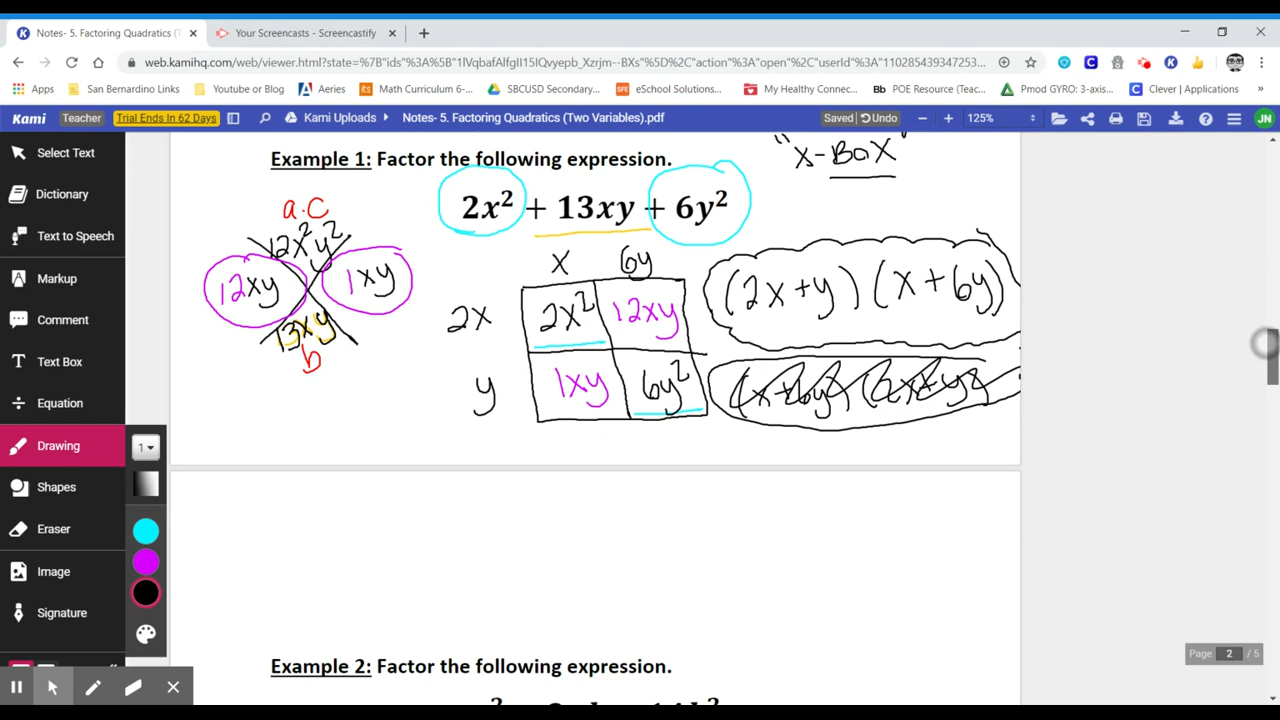 Notes- 5. Factoring Quadratics (T
Your Screencasts - Screencastify
web.kamihq.com/web/viewer.html?state=%7B"ids"%3A%5B"1lVqbafAlfgII15IQvyepb_Xzrjm--BXs"%5D%2C"action"%3A"open"%2C"userId"%3A"110285439347253...
Apps San Bernardino Links Youtube or Blog Aeries Math Curriculum 6-... SBCUSD Secondary... eSchool Solutions... My Healthy Connec... Bb POE Resource (Teac... Pmod GYRO: 3-axis... Clever | Applications »
Kami Teacher Trial Ends In 62 Days Kami Uploads Notes- 5. Factoring Quadratics (Two Variables).pdf Saved Undo 125% JN
Select Text
Dictionary
Text to Speech
Markup
Comment
Text Box
Equation
Drawing
Shapes
Eraser
Image
Signature
1
"X-BOX"
Example 1: Factor the following expression.
2x² + 13xy + 6y²
a.c
12x²y²
12xy 1xy
13xy
b
x 6y
2x 2x² 12xy
y 1xy 6y²
(2x+y)(x+6y)
Example 2: Factor the following expression.
Page 2 / 5